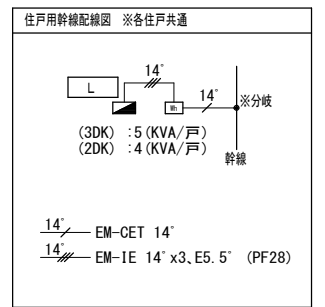 住戸用幹線配線図 ※各住戸共通
14°
L
Wh
14°
※分岐
(3DK) :5(KVA/戸)
(2DK) :4(KVA/戸)
幹線
14° EM-CET 14°
14° EM-IE 14°x3、E5.5° (PF28)